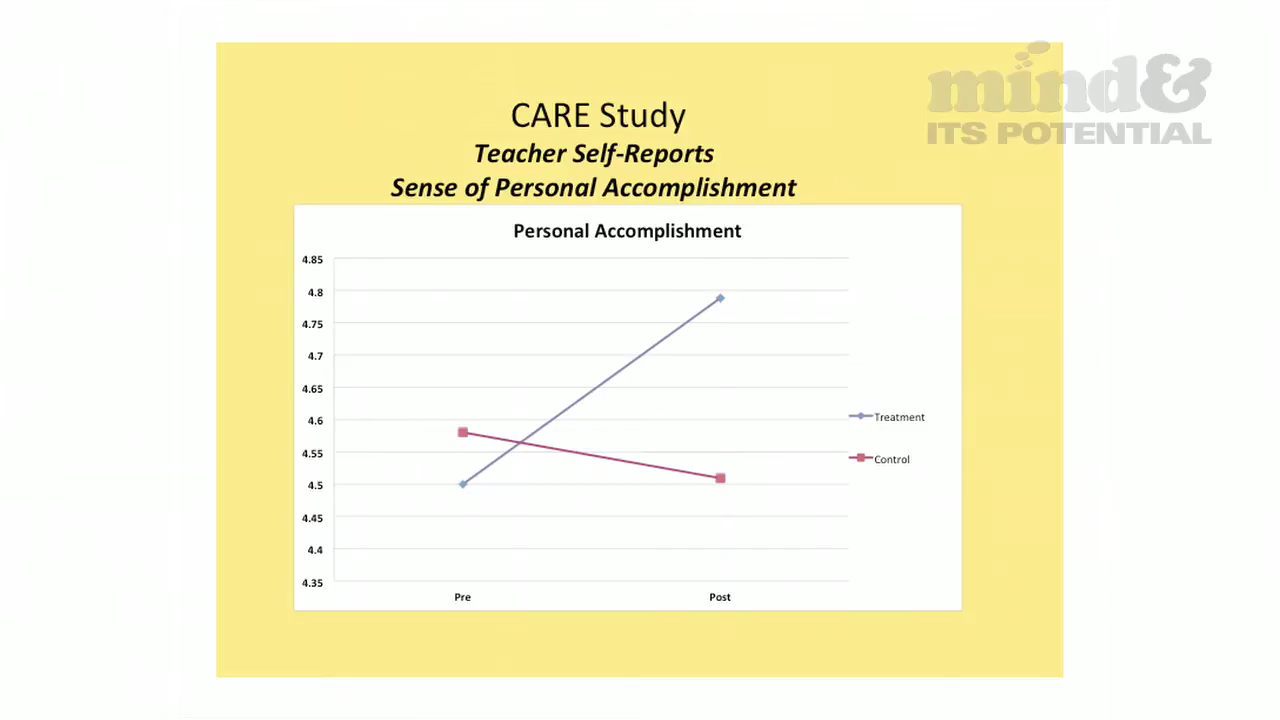 mind&
ITS POTENTIAL
CARE Study
Teacher Self-Reports
Sense of Personal Accomplishment
Personal Accomplishment
4.85
4.8
4.75
4.7
4.65
4.6
4.55
4.5
4.45
4.4
4.35
Pre Post
Treatment
Control